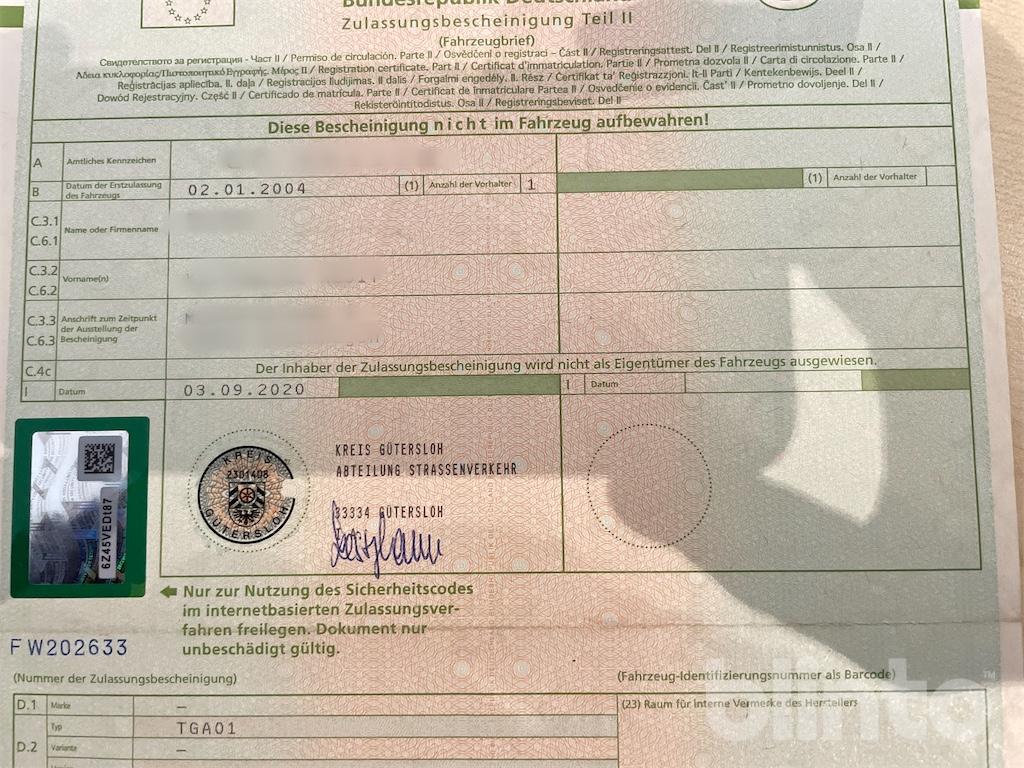 Bundesrepublik Deutschland
Zulassungsbescheinigung Teil II
(Fahrzeugbrief)
Свидетелство за регистрация - Част II / Permiso de circulación. Parte II / Osvědčení o registraci – Část II / Registreringsattest. Del II / Registreerimistunnistus. Osa II /
Άδεια κυκλοφορίας/Πιστοποιητικό Εγγραφής. Μέρος II / Registration certificate. Part II / Certificat d'immatriculation. Partie II / Prometna dozvola II / Carta di circolazione. Parte II /
Reģistrācijas apliecība. II. daļa / Registracijos liudijimas. II dalis / Forgalmi engedély. II. Rész / Ċertifikat ta' Reġistrazzjoni. It-II Parti / Kentekenbewijs. Deel II /
Dowód Rejestracyjny. Część II / Certificado de matrícula. Parte II / Certificat de înmatriculare Partea II / Osvedčenie o evidencii. Časť II / Prometno dovoljenje. Del II /
Rekisteröintitodistus. Osa II / Registreringsbeviset. Del II
Diese Bescheinigung nicht im Fahrzeug aufbewahren!
A Amtliches Kennzeichen
B Datum der Erstzulassung des Fahrzeugs 02.01.2004 (1) Anzahl der Vorhalter 1 (1) Anzahl der Vorhalter
C.3.1
C.6.1 Name oder Firmenname
C.3.2
C.6.2 Vorname(n)
C.3.3
C.6.3 Anschrift zum Zeitpunkt der Ausstellung der Bescheinigung
C.4c Der Inhaber der Zulassungsbescheinigung wird nicht als Eigentümer des Fahrzeugs ausgewiesen.
I Datum 03.09.2020 I Datum
KREIS GÜTERSLOH
ABTEILUNG STRASSENVERKEHR
33334 GÜTERSLOH
KREIS
2301408
GÜTERSLOH
6Z45VEDt87
Nur zur Nutzung des Sicherheitscodes
im internetbasierten Zulassungsver-
fahren freilegen. Dokument nur
unbeschädigt gültig.
FW202633
(Nummer der Zulassungsbescheinigung)
(Fahrzeug-Identifizierungsnummer als Barcode)
D.1 Marke –
(23) Raum für interne Vermerke des Herstellers
Typ TGA01
D.2 Variante –
blinto™